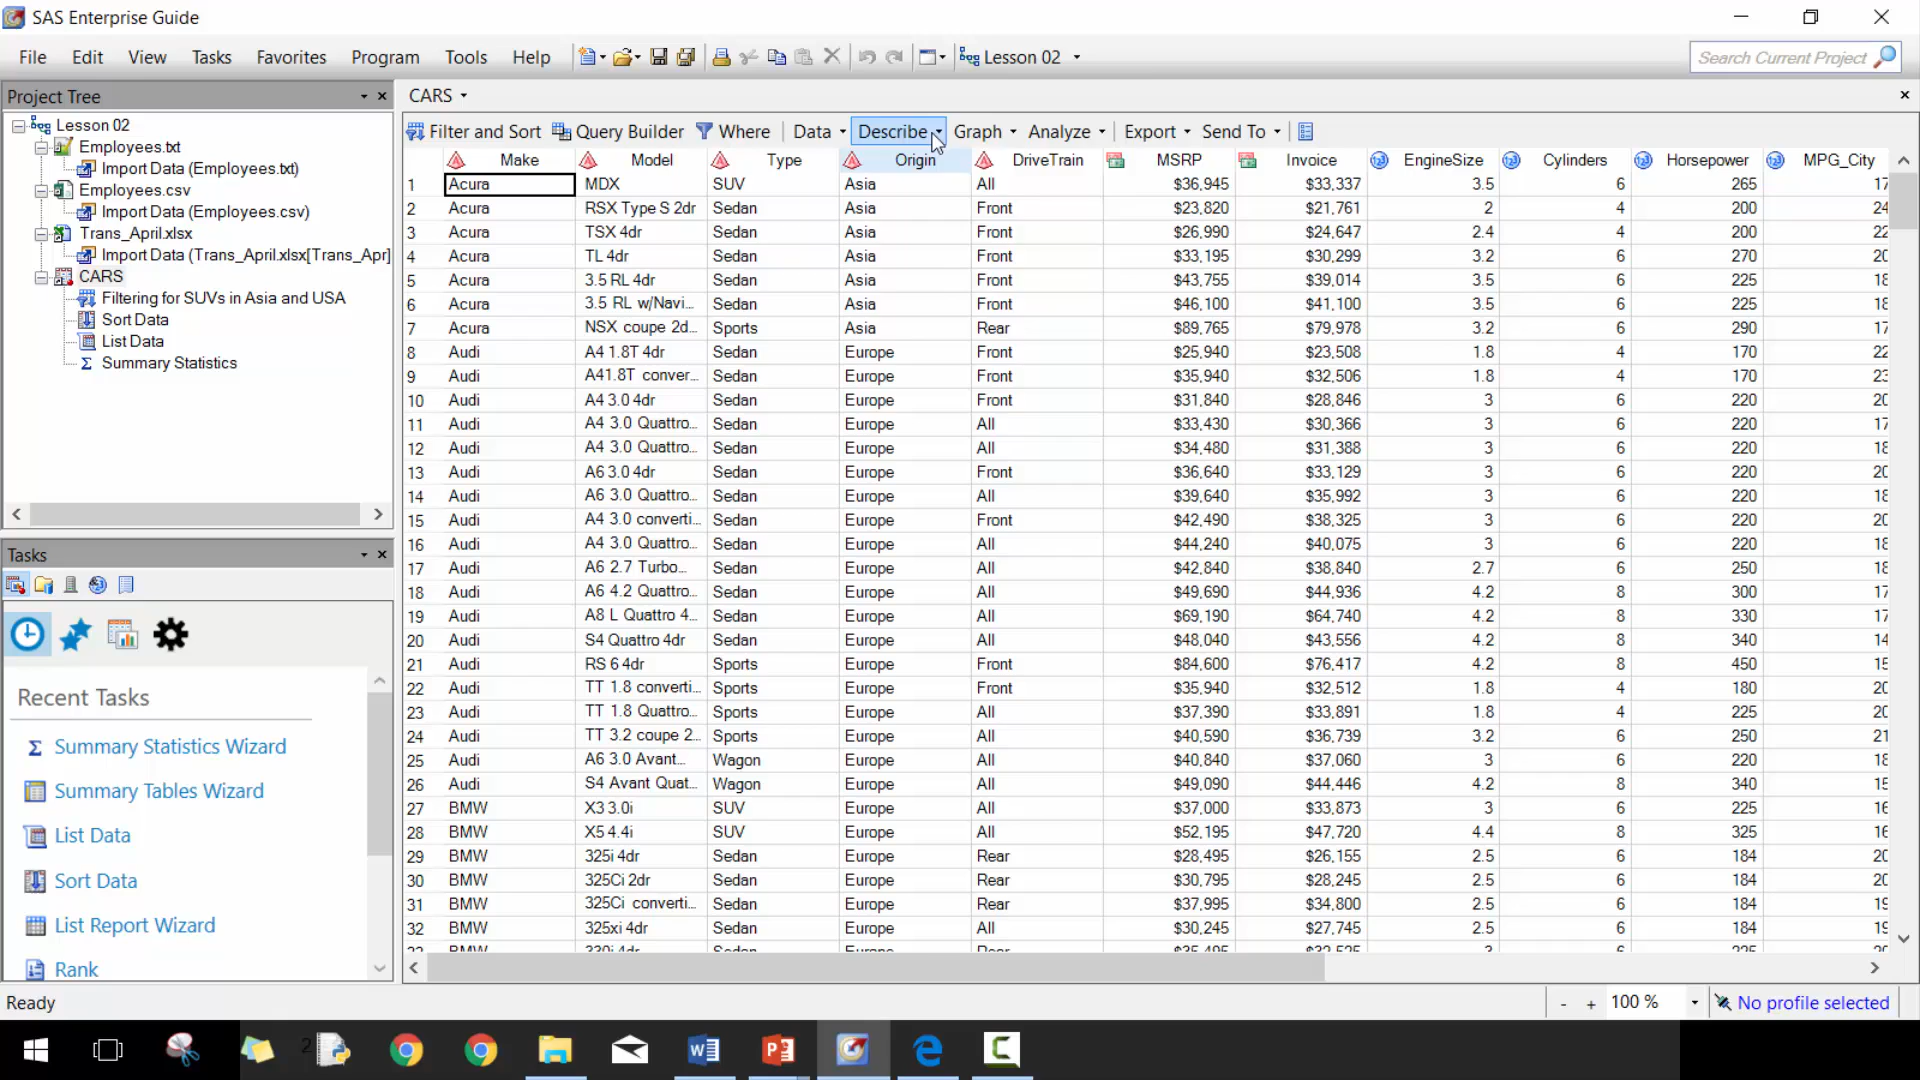 SAS Enterprise Guide
File Edit View Tasks Favorites Program Tools Help Lesson 02 Search Current Project
Project Tree
Lesson 02
Employees.txt
Import Data (Employees.txt)
Employees.csv
Import Data (Employees.csv)
Trans_April.xlsx
Import Data (Trans_April.xlsx[Trans_Apr]
CARS
Filtering for SUVs in Asia and USA
Sort Data
List Data
Summary Statistics
Tasks
Recent Tasks
Summary Statistics Wizard
Summary Tables Wizard
List Data
Sort Data
List Report Wizard
Rank
CARS
Filter and Sort Query Builder Where Data Describe Graph Analyze Export Send To
Make Model Type Origin DriveTrain MSRP Invoice EngineSize Cylinders Horsepower MPG_City
1 Acura MDX SUV Asia All $36,945 $33,337 3.5 6 265 17
2 Acura RSX Type S 2dr Sedan Asia Front $23,820 $21,761 2 4 200 24
3 Acura TSX 4dr Sedan Asia Front $26,990 $24,647 2.4 4 200 22
4 Acura TL 4dr Sedan Asia Front $33,195 $30,299 3.2 6 270 20
5 Acura 3.5 RL 4dr Sedan Asia Front $43,755 $39,014 3.5 6 225 18
6 Acura 3.5 RL w/Navi... Sedan Asia Front $46,100 $41,100 3.5 6 225 18
7 Acura NSX coupe 2d... Sports Asia Rear $89,765 $79,978 3.2 6 290 17
8 Audi A4 1.8T 4dr Sedan Europe Front $25,940 $23,508 1.8 4 170 22
9 Audi A41.8T conver... Sedan Europe Front $35,940 $32,506 1.8 4 170 23
10 Audi A4 3.0 4dr Sedan Europe Front $31,840 $28,846 3 6 220 20
11 Audi A4 3.0 Quattro... Sedan Europe All $33,430 $30,366 3 6 220 17
12 Audi A4 3.0 Quattro... Sedan Europe All $34,480 $31,388 3 6 220 18
13 Audi A6 3.0 4dr Sedan Europe Front $36,640 $33,129 3 6 220 20
14 Audi A6 3.0 Quattro... Sedan Europe All $39,640 $35,992 3 6 220 18
15 Audi A4 3.0 converti... Sedan Europe Front $42,490 $38,325 3 6 220 20
16 Audi A4 3.0 Quattro... Sedan Europe All $44,240 $40,075 3 6 220 18
17 Audi A6 2.7 Turbo... Sedan Europe All $42,840 $38,840 2.7 6 250 18
18 Audi A6 4.2 Quattro... Sedan Europe All $49,690 $44,936 4.2 8 300 17
19 Audi A8 L Quattro 4... Sedan Europe All $69,190 $64,740 4.2 8 330 17
20 Audi S4 Quattro 4dr Sedan Europe All $48,040 $43,556 4.2 8 340 14
21 Audi RS 6 4dr Sports Europe Front $84,600 $76,417 4.2 8 450 15
22 Audi TT 1.8 converti... Sports Europe Front $35,940 $32,512 1.8 4 180 20
23 Audi TT 1.8 Quattro... Sports Europe All $37,390 $33,891 1.8 4 225 20
24 Audi TT 3.2 coupe 2... Sports Europe All $40,590 $36,739 3.2 6 250 21
25 Audi A6 3.0 Avant... Wagon Europe All $40,840 $37,060 3 6 220 18
26 Audi S4 Avant Quat... Wagon Europe All $49,090 $44,446 4.2 8 340 15
27 BMW X3 3.0i SUV Europe All $37,000 $33,873 3 6 225 16
28 BMW X5 4.4i SUV Europe All $52,195 $47,720 4.4 8 325 16
29 BMW 325i 4dr Sedan Europe Rear $28,495 $26,155 2.5 6 184 20
30 BMW 325Ci 2dr Sedan Europe Rear $30,795 $28,245 2.5 6 184 20
31 BMW 325Ci converti... Sedan Europe Rear $37,995 $34,800 2.5 6 184 19
32 BMW 325xi 4dr Sedan Europe All $30,245 $27,745 2.5 6 184 19
Ready - + 100 % No profile selected